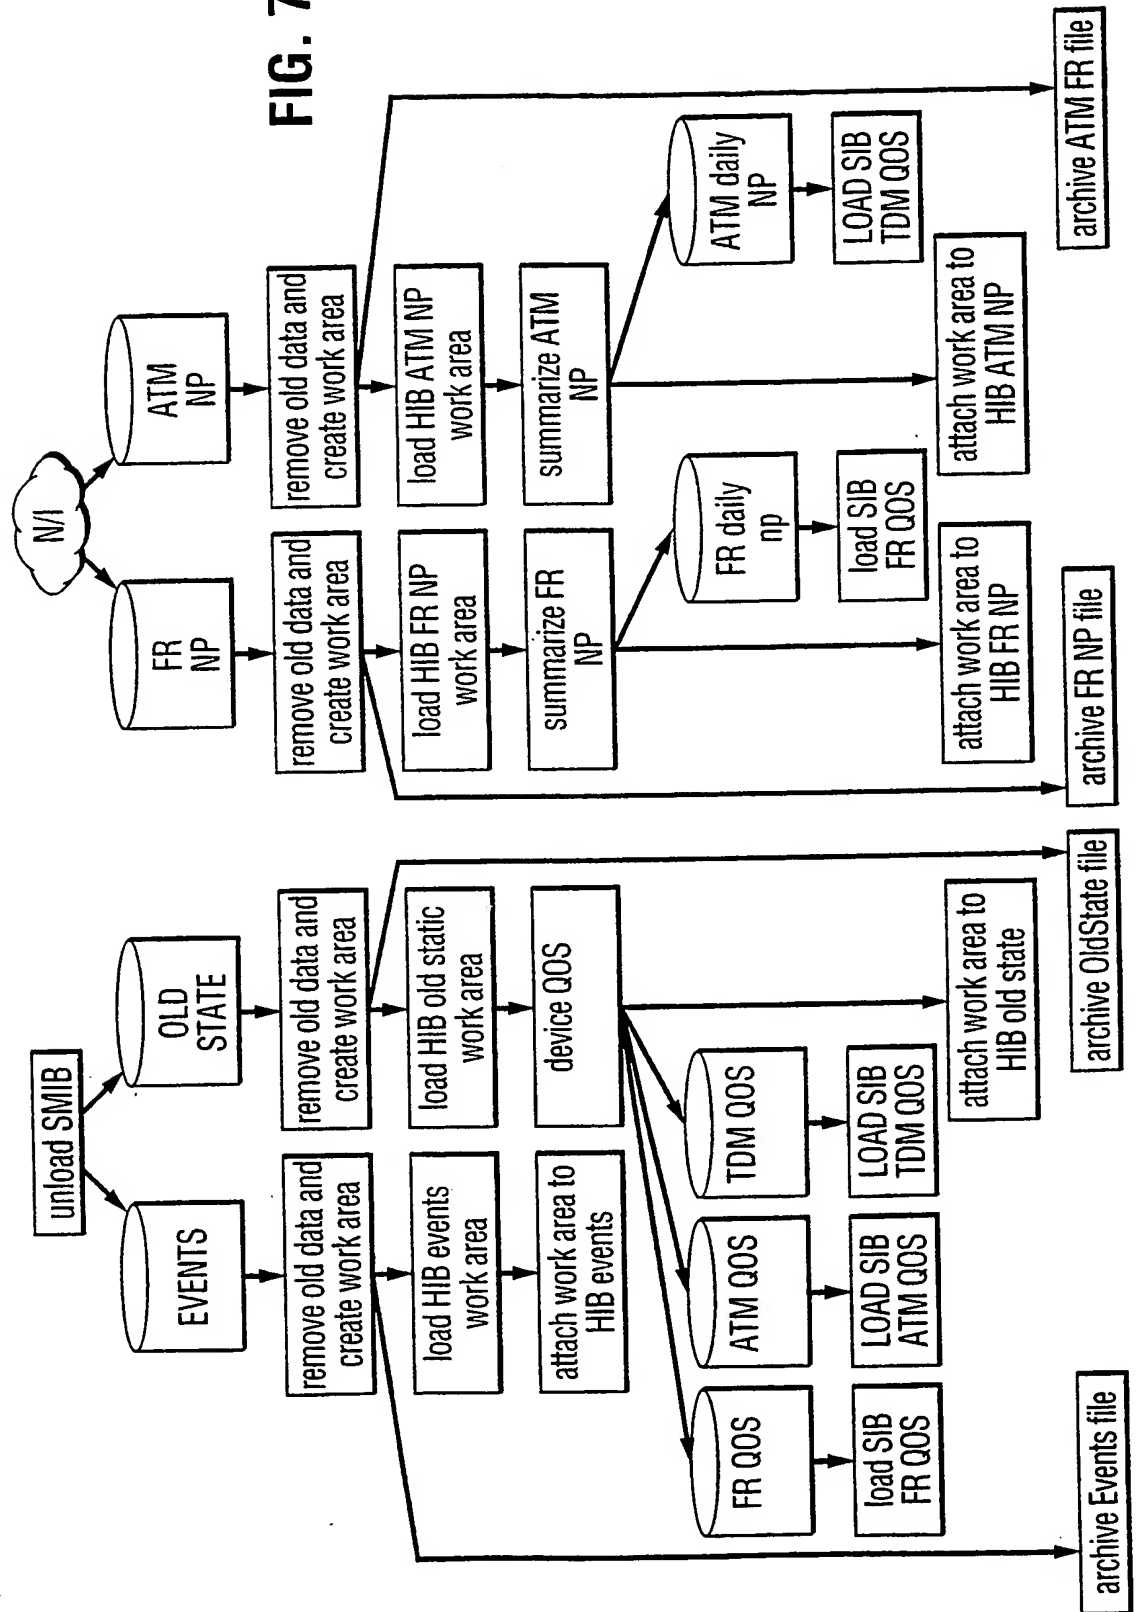 FIG. 7
unload SMIB
EVENTS
OLD
STATE
remove old data and
create work area
remove old data and
create work area
load HIB events
work area
load HIB old static
work area
attach work area to
HIB events
device QOS
FR QOS
ATM QOS
TDM QOS
load SIB
FR QOS
LOAD SIB
ATM QOS
LOAD SIB
TDM QOS
attach work area to
HIB old state
archive Events file
archive OldState file
N/I
FR
NP
ATM
NP
remove old data and
create work area
remove old data and
create work area
load HIB FR NP
work area
load HIB ATM NP
work area
summarize FR
NP
summarize ATM
NP
FR daily
np
ATM daily
NP
load SIB
FR QOS
LOAD SIB
TDM QOS
attach work area to
HIB FR NP
attach work area to
HIB ATM NP
archive FR NP file
archive ATM FR file